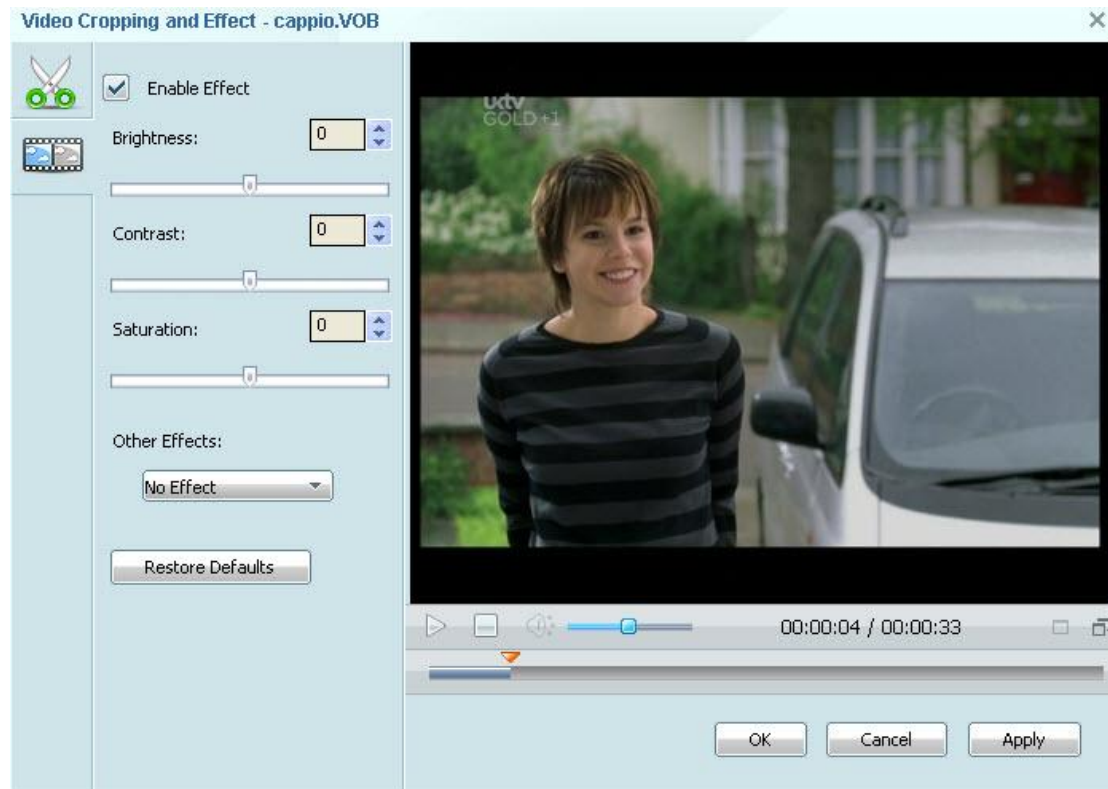 Video Cropping and Effect - cappio.VOB
Enable Effect
Brightness: 0
Contrast: 0
Saturation: 0
Other Effects:
No Effect
Restore Defaults
uktv
GOLD +1
00:00:04 / 00:00:33
OK Cancel Apply